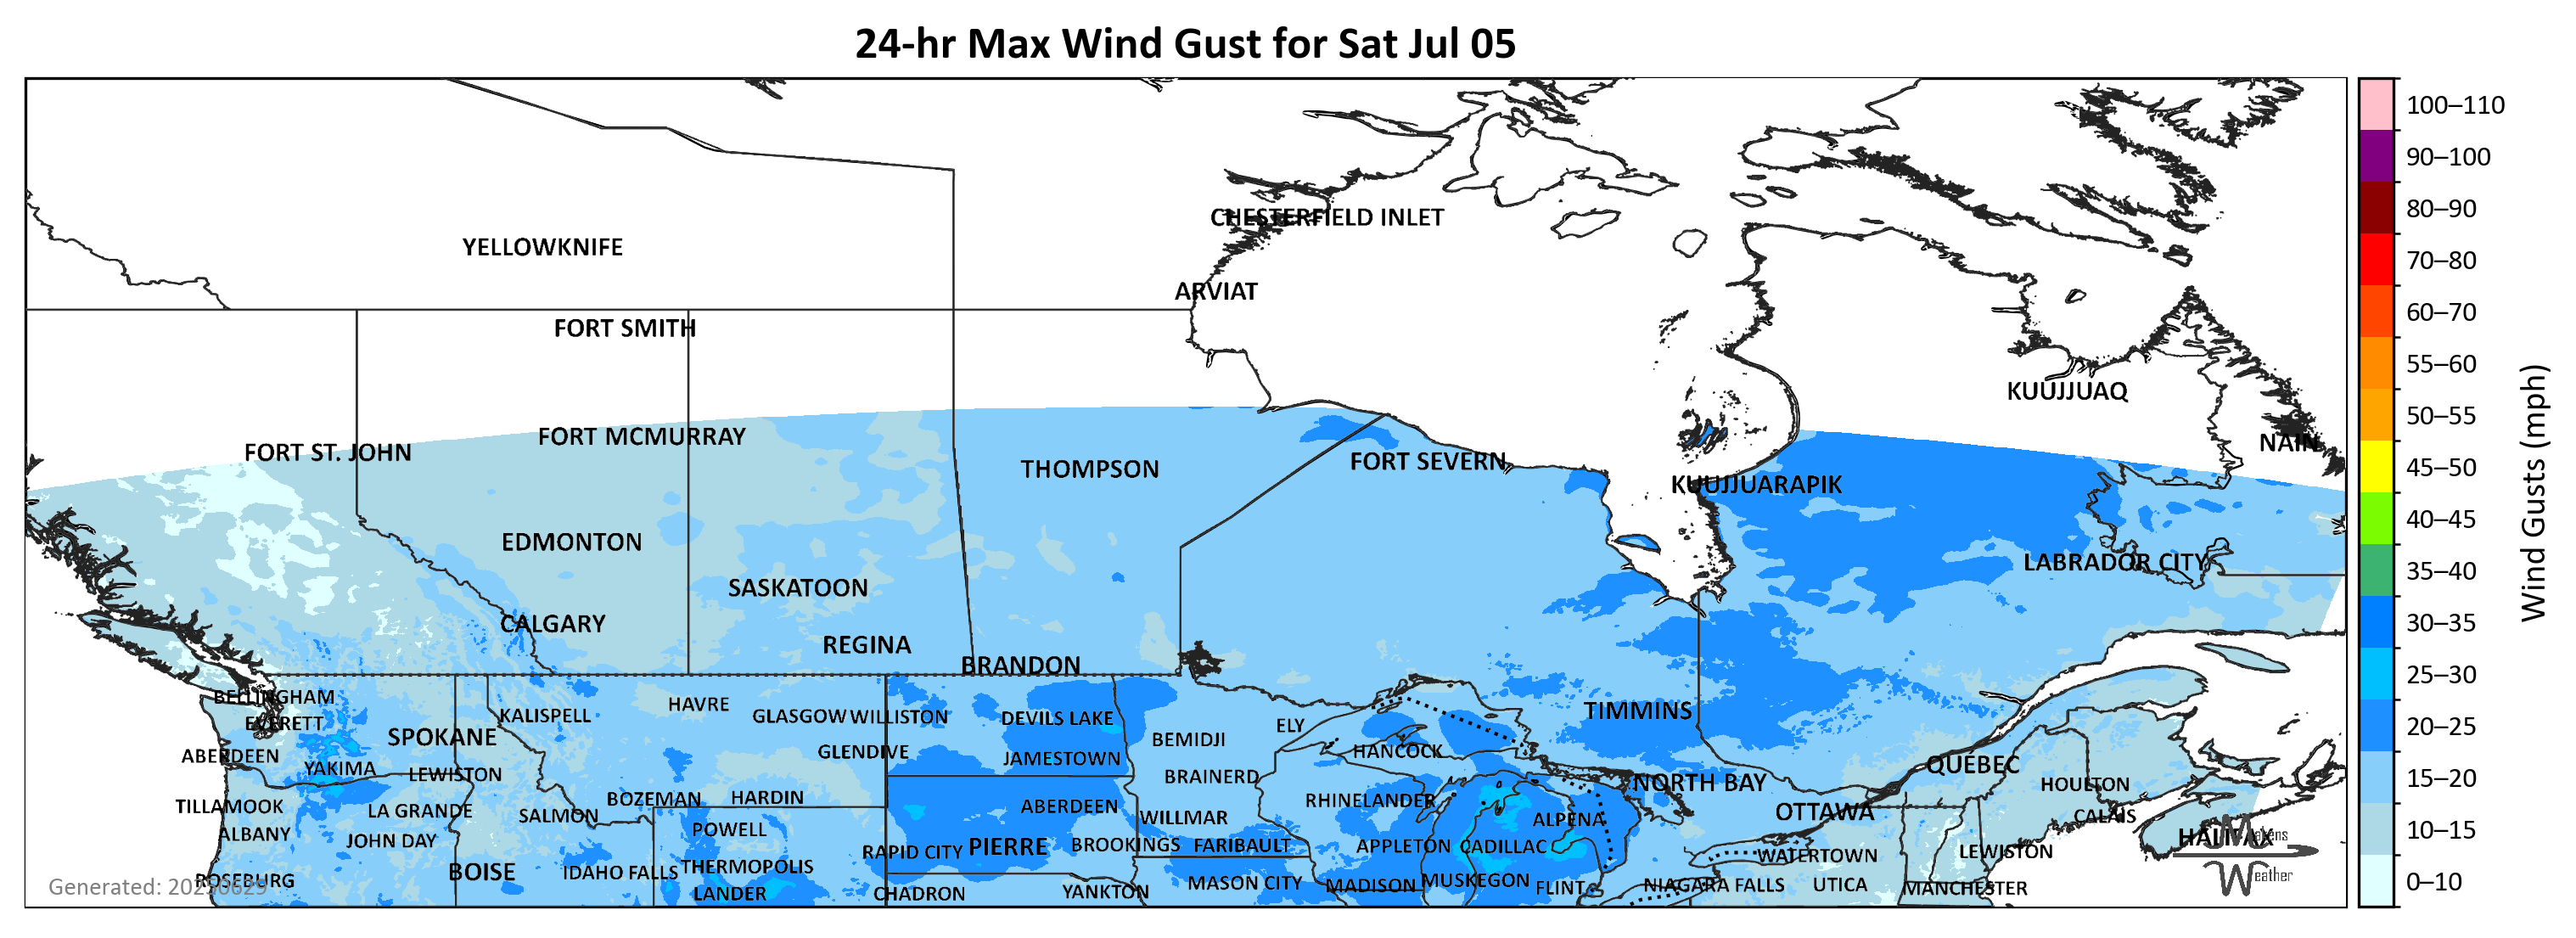 24-hr Max Wind Gust for Sat Jul 05
100–110
90–100
80–90
70–80
60–70
55–60
50–55
45–50
40–45
35–40
30–35
25–30
20–25
15–20
10–15
0–10
Wind Gusts (mph)
CHESTERFIELD INLET
YELLOWKNIFE
ARVIAT
FORT SMITH
KUUJJUAQ
FORT MCMURRAY
NAIN
FORT ST. JOHN
FORT SEVERN
THOMPSON
KUUJJUARAPIK
EDMONTON
LABRADOR CITY
SASKATOON
CALGARY
REGINA
BRANDON
BELLINGHAM
HAVRE
TIMMINS
KALISPELL
GLASGOW
WILLISTON
DEVILS LAKE
EVERETT
ELY
SPOKANE
BEMIDJI
HANCOCK
GLENDIVE
ABERDEEN
JAMESTOWN
QUÉBEC
YAKIMA
LEWISTON
BRAINERD
NORTH BAY
HOULTON
BOZEMAN
HARDIN
RHINELANDER
TILLAMOOK
LA GRANDE
ABERDEEN
OTTAWA
SALMON
CALAIS
WILLMAR
ALPENA
POWELL
ALBANY
HALIFAX
Makens
Weather
JOHN DAY
PIERRE
BROOKINGS
FARIBAULT
APPLETON
CADILLAC
RAPID CITY
LEWISTON
WATERTOWN
THERMOPOLIS
BOISE
IDAHO FALLS
ROSEBURG
MUSKEGON
MASON CITY
MADISON
FLINT
NIAGARA FALLS
UTICA
MANCHESTER
LANDER
CHADRON
YANKTON
Generated: 20250629